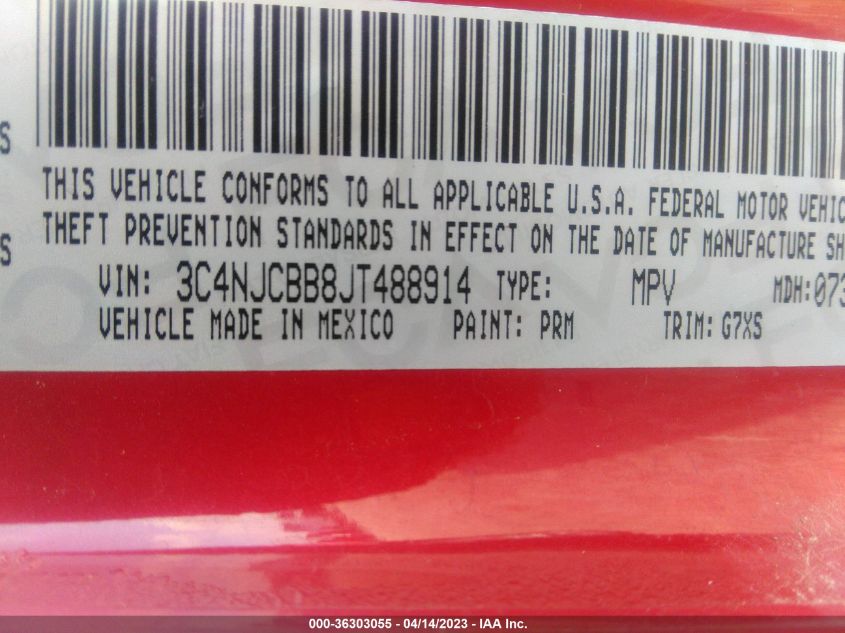 S
THIS VEHICLE CONFORMS TO ALL APPLICABLE U.S.A. FEDERAL MOTOR VEHIC
THEFT PREVENTION STANDARDS IN EFFECT ON THE DATE OF MANUFACTURE SH
S
VIN: 3C4NJCBB8JT488914 TYPE: MPV MDH:073
VEHICLE MADE IN MEXICO PAINT: PRM TRIM: G7XS
000-36303055 - 04/14/2023 - IAA Inc.